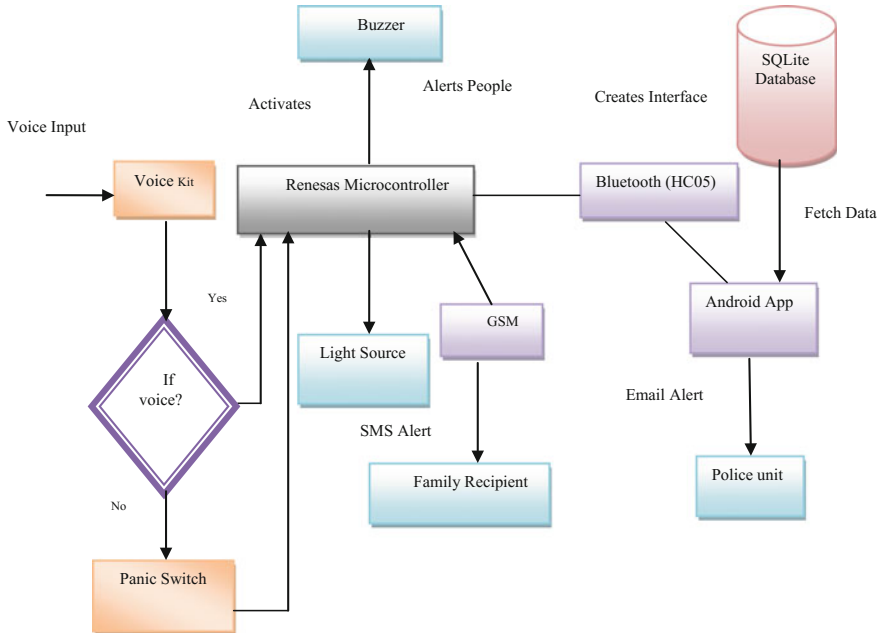 Buzzer
SQLite
Database
Alerts People
Activates
Creates Interface
Voice Input
Voice Kit
Renesas Microcontroller
Bluetooth (HC05)
Fetch Data
Yes
GSM
Android App
Light Source
If
voice?
SMS Alert
Email Alert
Family Recipient
Police unit
No
Panic Switch